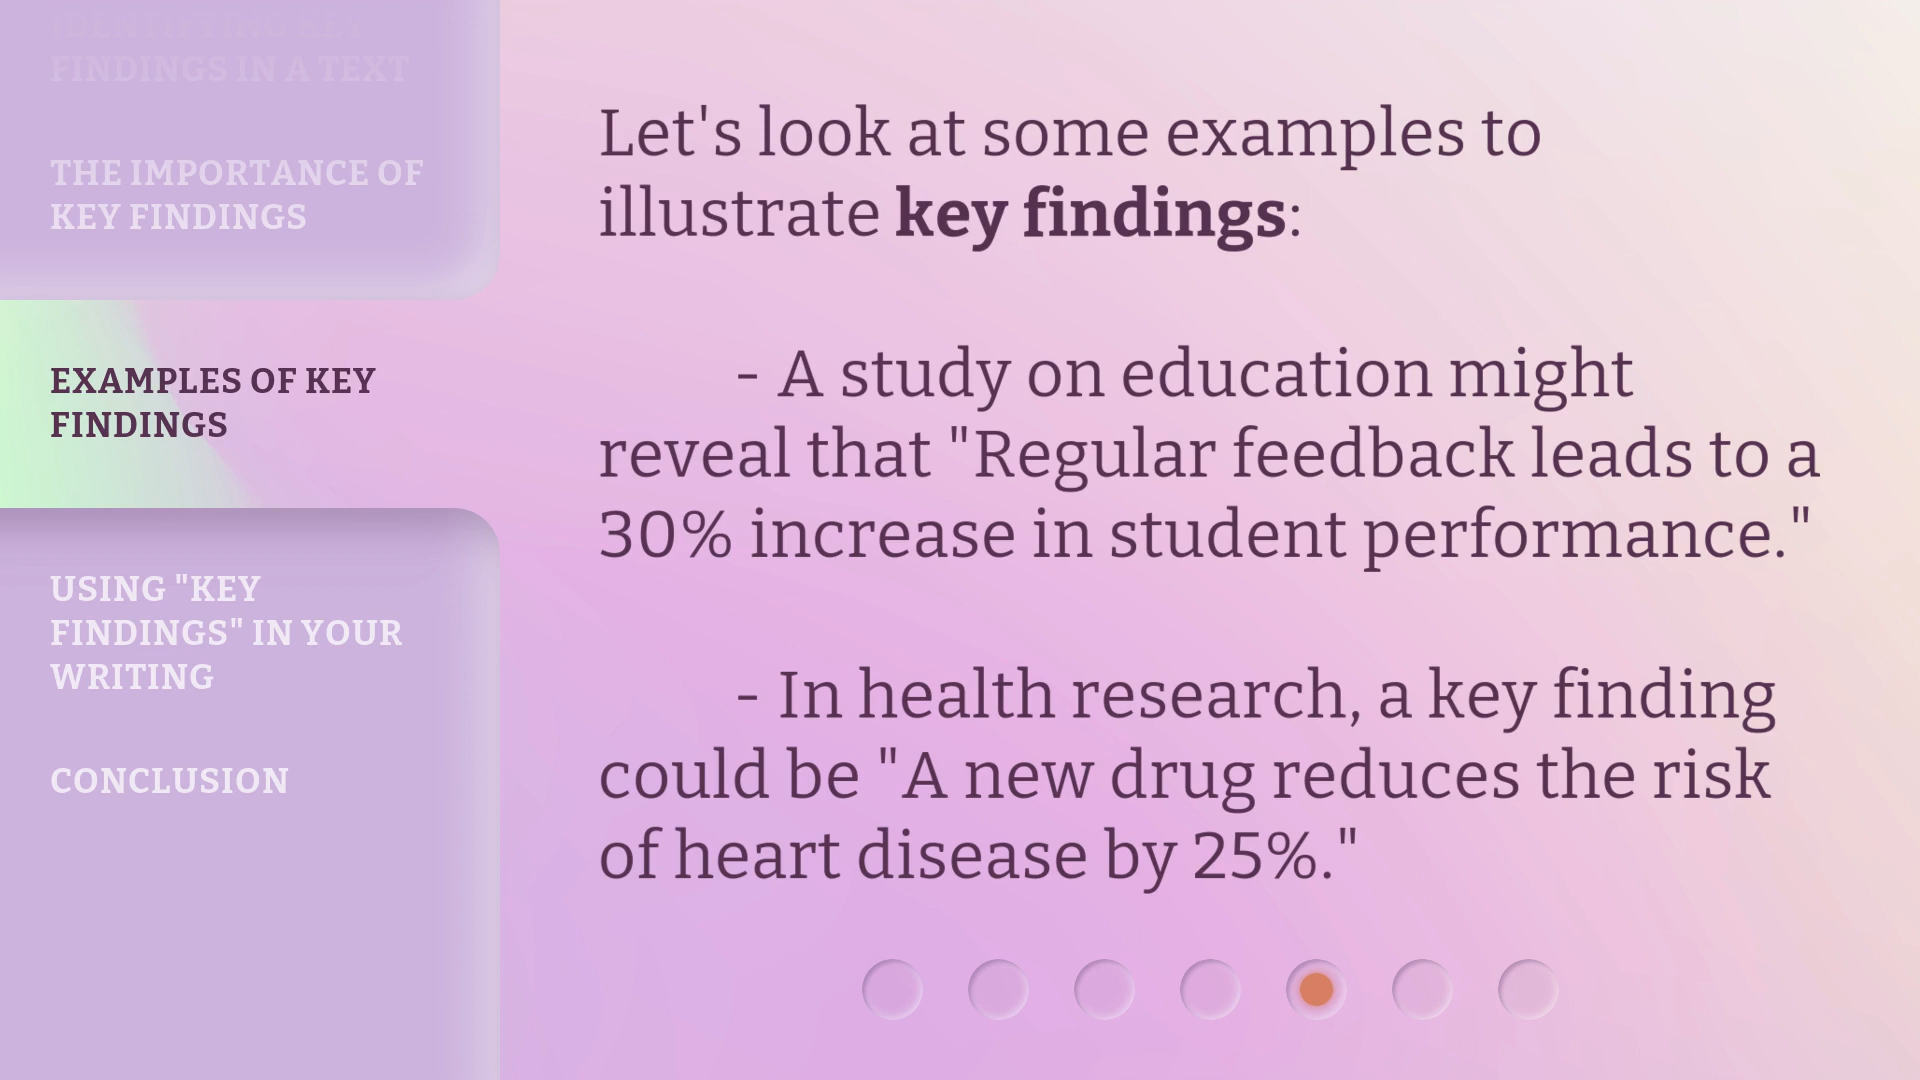 IDENTIFYING KEY
FINDINGS IN A TEXT
THE IMPORTANCE OF
KEY FINDINGS
EXAMPLES OF KEY
FINDINGS
USING "KEY
FINDINGS" IN YOUR
WRITING
CONCLUSION
Let's look at some examples to
illustrate key findings:
- A study on education might
reveal that "Regular feedback leads to a
30% increase in student performance."
- In health research, a key finding
could be "A new drug reduces the risk
of heart disease by 25%."